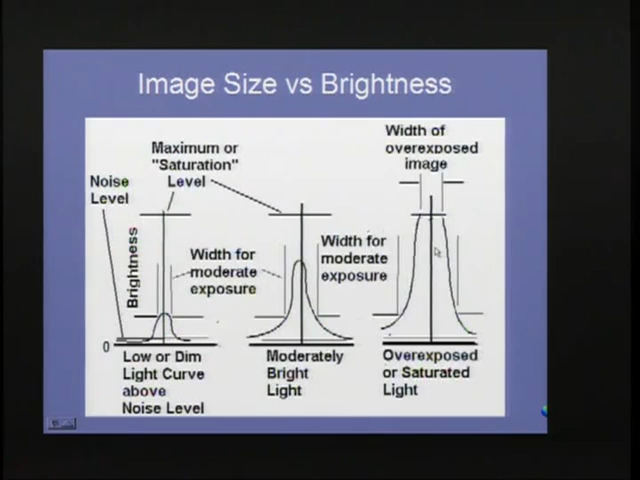 Image Size vs Brightness
Maximum or
"Saturation"
Level
Width of
overexposed
image
Noise
Level
Brightness
Width for
moderate
exposure
Width for
moderate
exposure
0
Low or Dim
Light Curve
above
Noise Level
Moderately
Bright
Light
Overexposed
or Saturated
Light